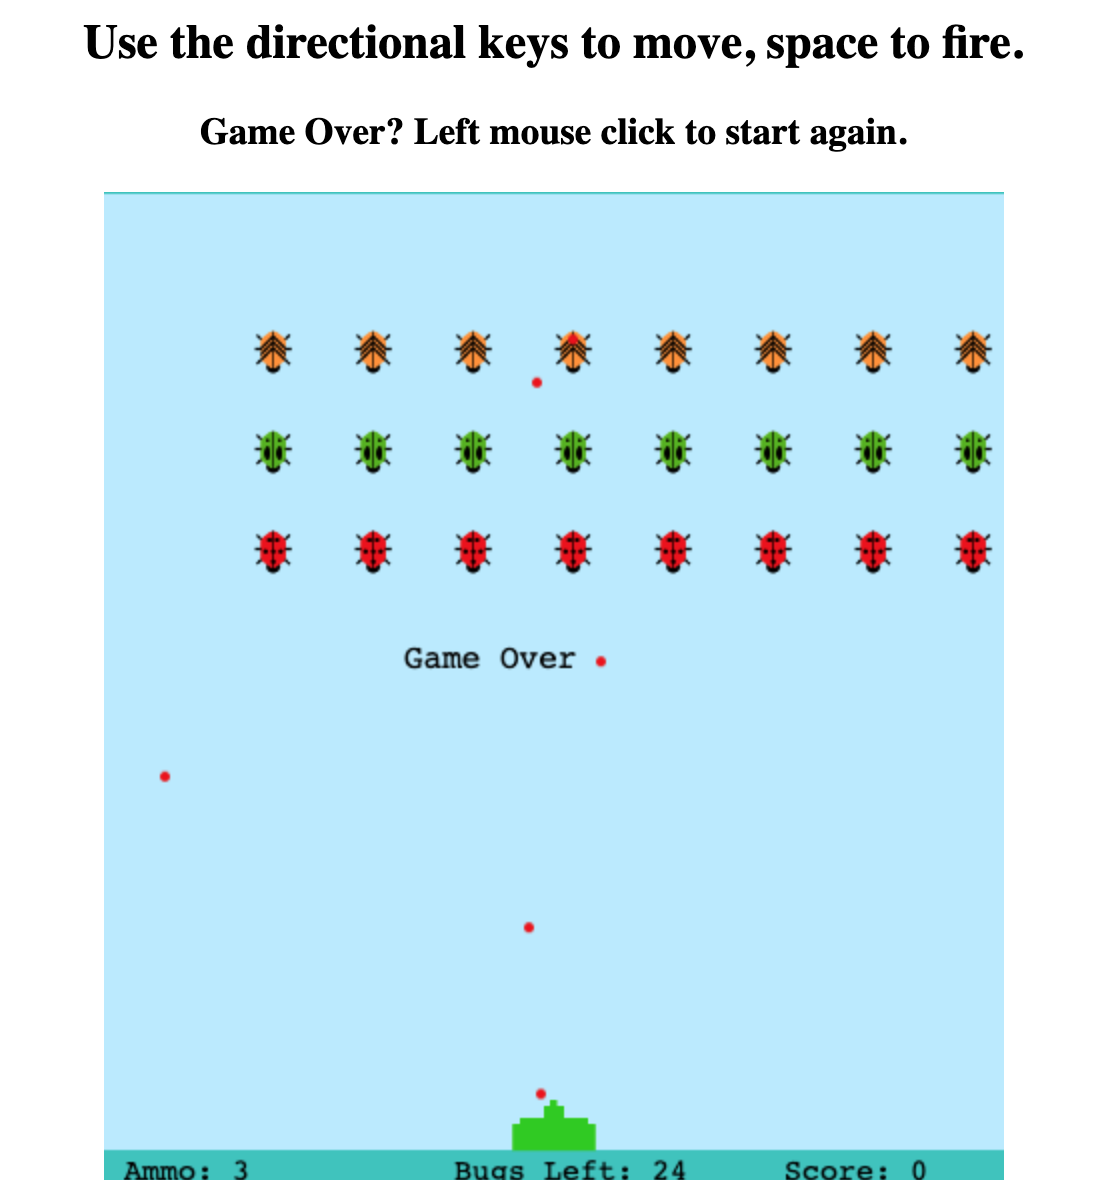 Use the directional keys to move, space to fire.
Game Over? Left mouse click to start again.
Game Over
Ammo: 3 Bugs Left: 24 Score: 0